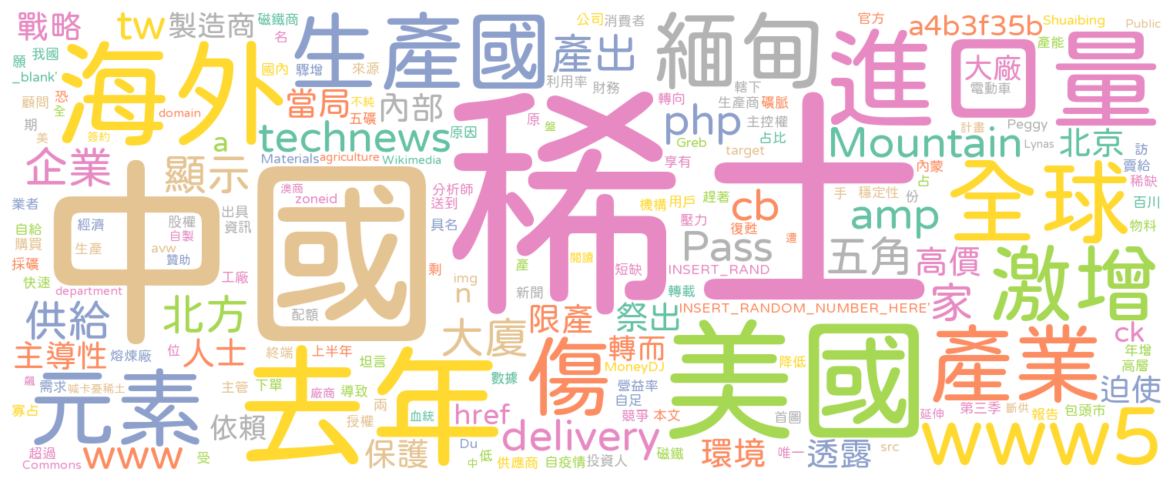 戰略 tw 製造商 磁鐵商 名 生產國 公司 消費者 產出 緬甸 進口量 官方 a4b3f35b Shuaibing Public
願 我國 _blank' 海外 國內 驟增 來源 利用率 財務 轄下 大廠 電動車 產能
顧問 恐 全 domain 當局 五礦 不純 內部 轉向 生產商 礦脈
期 美 簽約 a technews 原因 原 盤 php 主控權 占比 Mountain 計畫 Peggy Lynas 北京 訪
企業 顯示 Materials agriculture Wikimedia Greb target 享有 內蒙 占 賣給 稀缺
中國 澳商 zoneid 稀土 分析師 送到 機構 用戶 趕著 cb 手 穩定性 份 全球 百川
業者 經濟 股權 出具 資訊 具名 壓力 復甦 遭 amp 物料
自給 購買 生產 avw 自製 贊助 Pass 五角 高價 激增
採礦 快速 department 工廠 配額 剩 img 產 閱讀 短缺 INSERT_RAND
供給 北方 n 新聞 轉載 INSERT_RANDOM_NUMBER_HERE' 家
主導性 熔煉廠 位 人士 終端 上半年 坦言 大廈 限產 祭出 美國 產業 ck 年增 高層
飆 需求 喊卡憂稀土 主管 下單 廠商 導致 數據 傷 轉而 MoneyDJ 降低 迫使
寡占 元素 依賴 去年 授權 兩 血統 href 營益率 自足 競爭 本文 首圖 延伸 第三季 斷供 報告 包頭市
超過 Commons www 受 保護 Du 中 低 delivery 供應商 自疫情 投資人 磁鐵 環境 唯一 透露 src www5